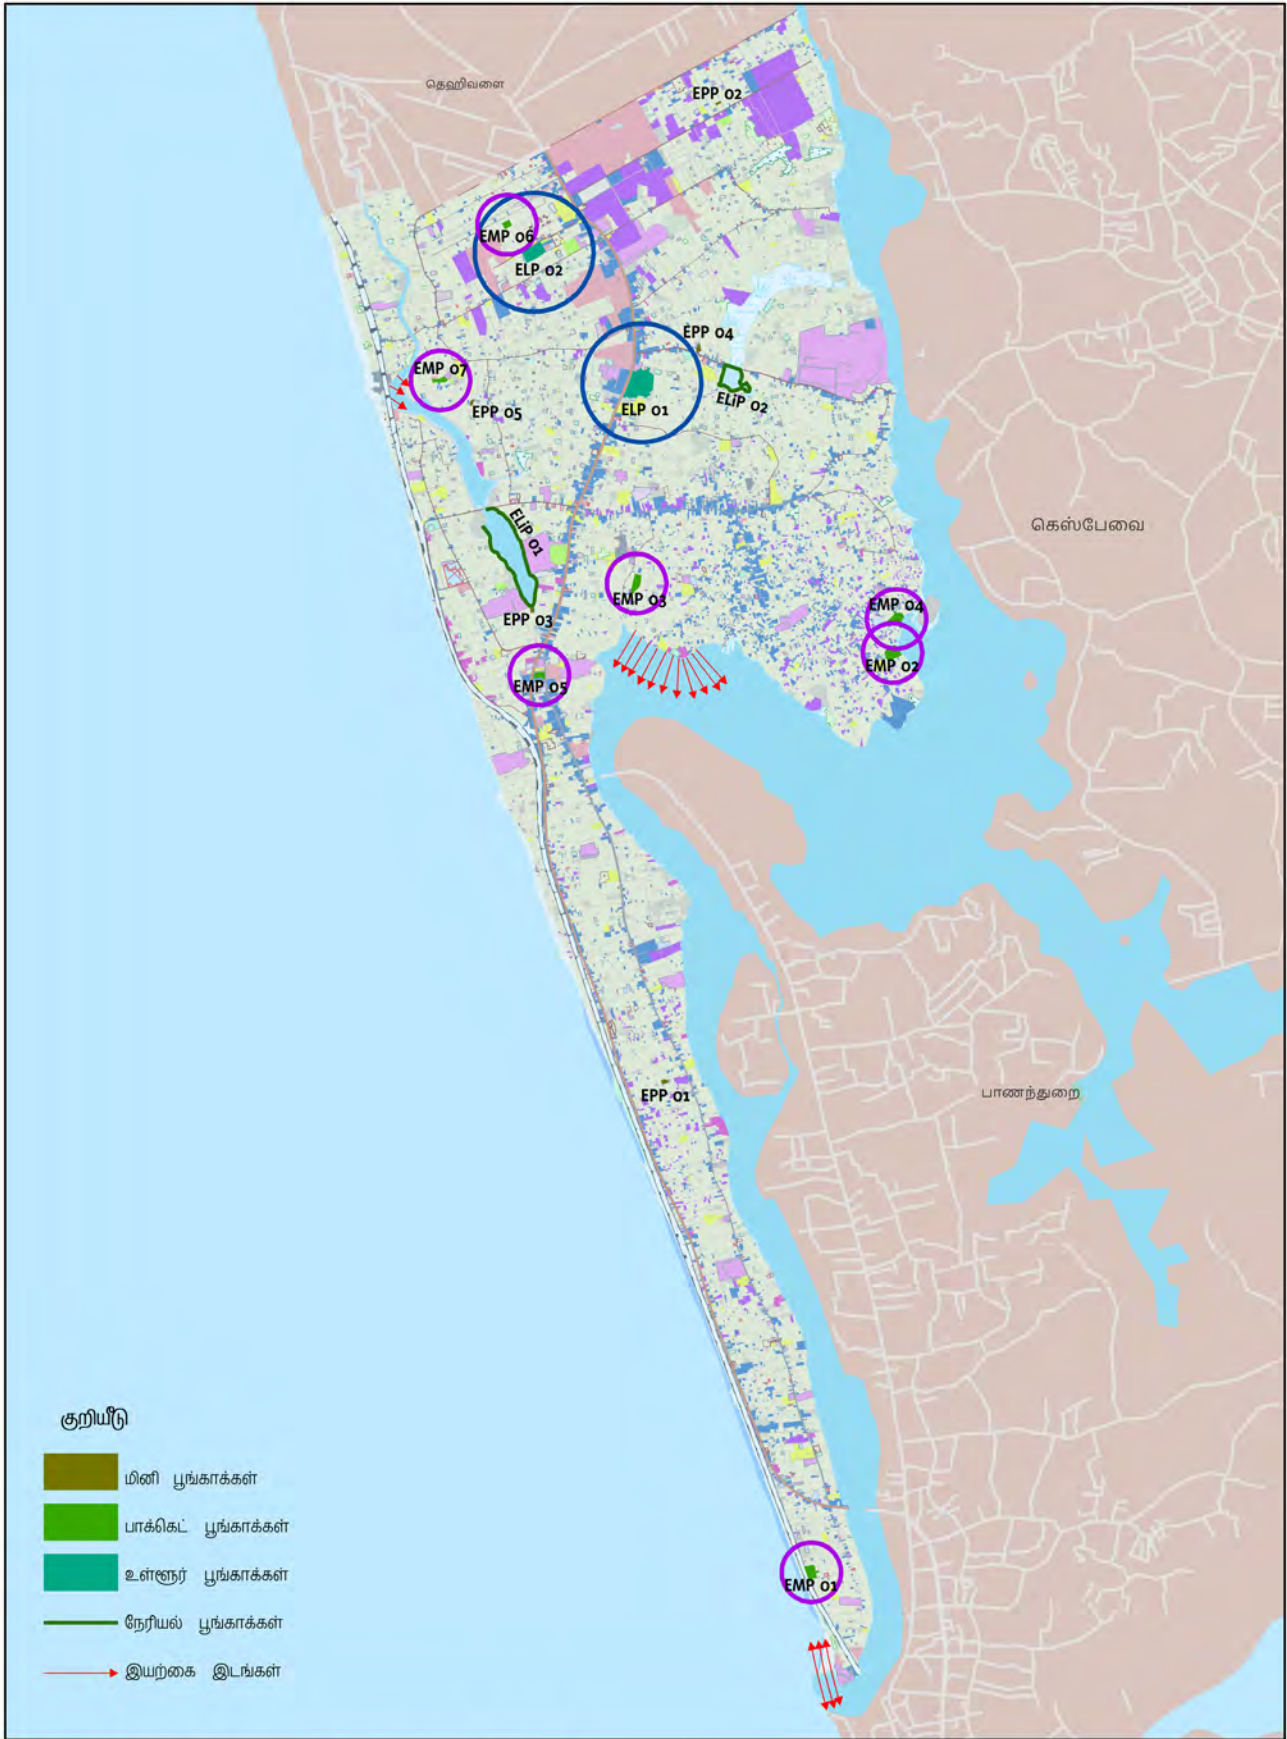 தெஹிவளை
EPP 02
EMP 06
ELP 02
EPP 04
EMP 07
ELiP 02
EPP 05
ELP 01
ELiP 01
கெஸ்பேவை
EMP 03
EMP 04
EPP 03
EMP 02
EMP 05
EPP 01
பாணந்துறை
குறியீடு
மினி பூங்காக்கள்
பாக்கெட் பூங்காக்கள்
உள்ளூர் பூங்காக்கள்
EMP 01
நேரியல் பூங்காக்கள்
இயற்கை இடங்கள்